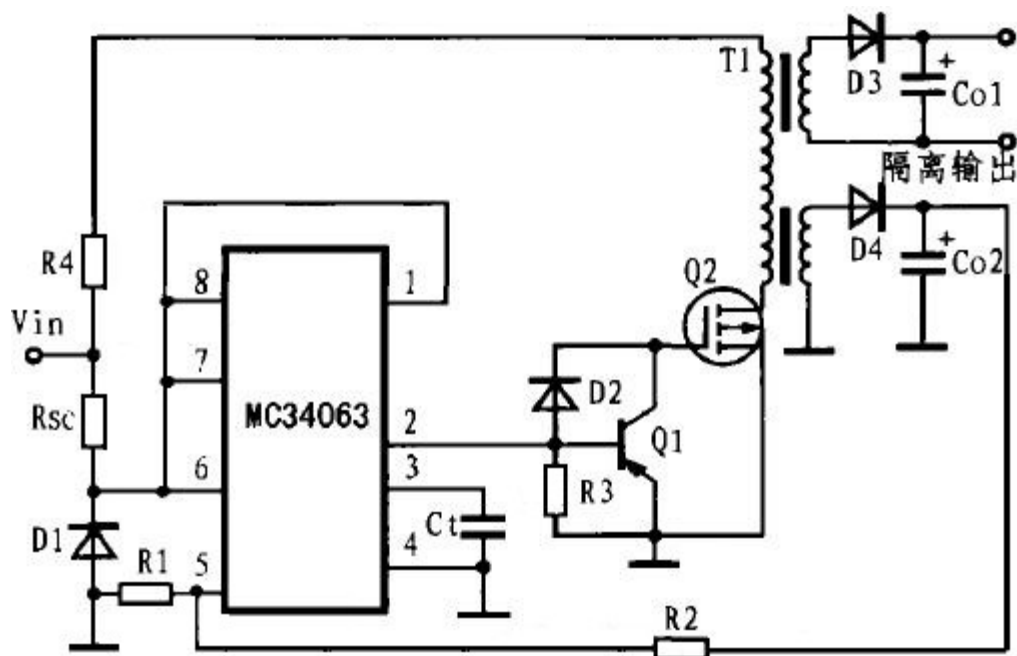 T1
D3
+
Co1
隔离输出
R4
8
1
D4
+
Co2
Q2
Vin
7
Rsc
MC34063
2
D2
Q1
6
3
R3
D1
Ct
R1
5
4
R2